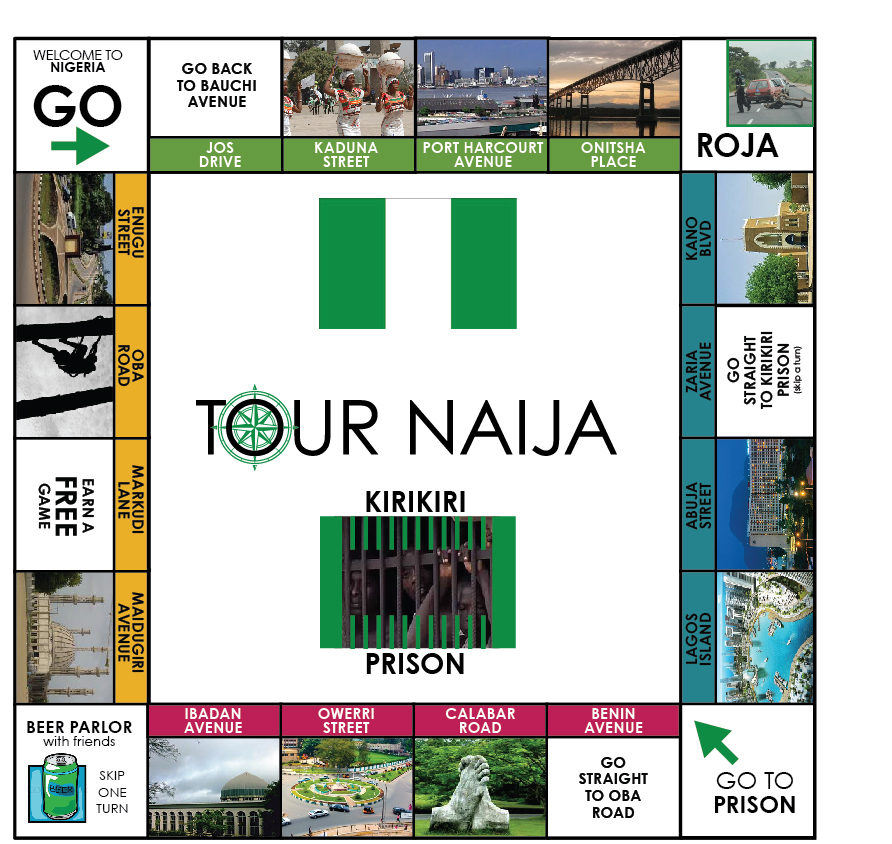 WELCOME TO
NIGERIA
GO
GO BACK
TO BAUCHI
AVENUE
JOS
DRIVE
KADUNA
STREET
PORT HARCOURT
AVENUE
ONITSHA
PLACE
ROJA
KANO
BLVD
GO
STRAIGHT
TO KIRIKIRI
PRISON
(skip a turn)
ZARIA
AVENUE
ABUJA
STREET
LAGOS
ISLAND
GO TO
PRISON
BENIN
AVENUE
GO
STRAIGHT
TO OBA
ROAD
CALABAR
ROAD
OWERRI
STREET
IBADAN
AVENUE
BEER PARLOR
with friends
BEER
SKIP
ONE
TURN
MAIDUGIRI
AVENUE
MARKUDI
LANE
EARN A
FREE
GAME
OBA
ROAD
ENUGU
STREET
TOUR NAIJA
KIRIKIRI
PRISON